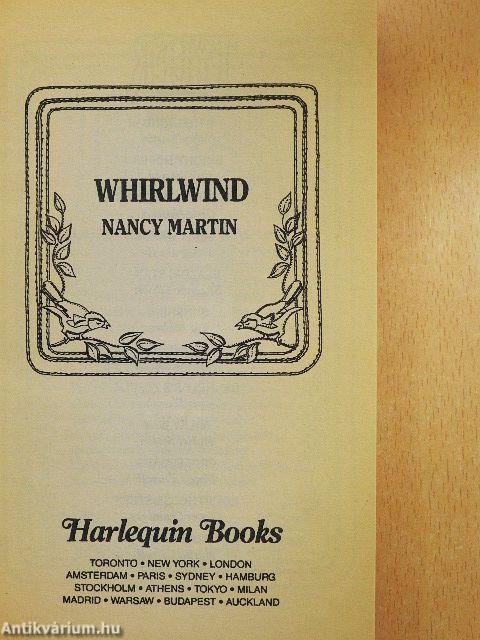 WHIRLWIND
NANCY MARTIN
Harlequin Books
TORONTO • NEW YORK • LONDON
AMSTERDAM • PARIS • SYDNEY • HAMBURG
STOCKHOLM • ATHENS • TOKYO • MILAN
MADRID • WARSAW • BUDAPEST • AUCKLAND
Antikvárium.hu